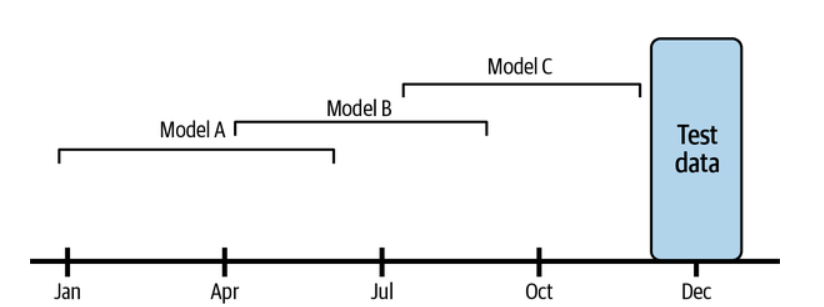 Model C
Model B
Model A
Test
data
Jan
Apr
Jul
Oct
Dec